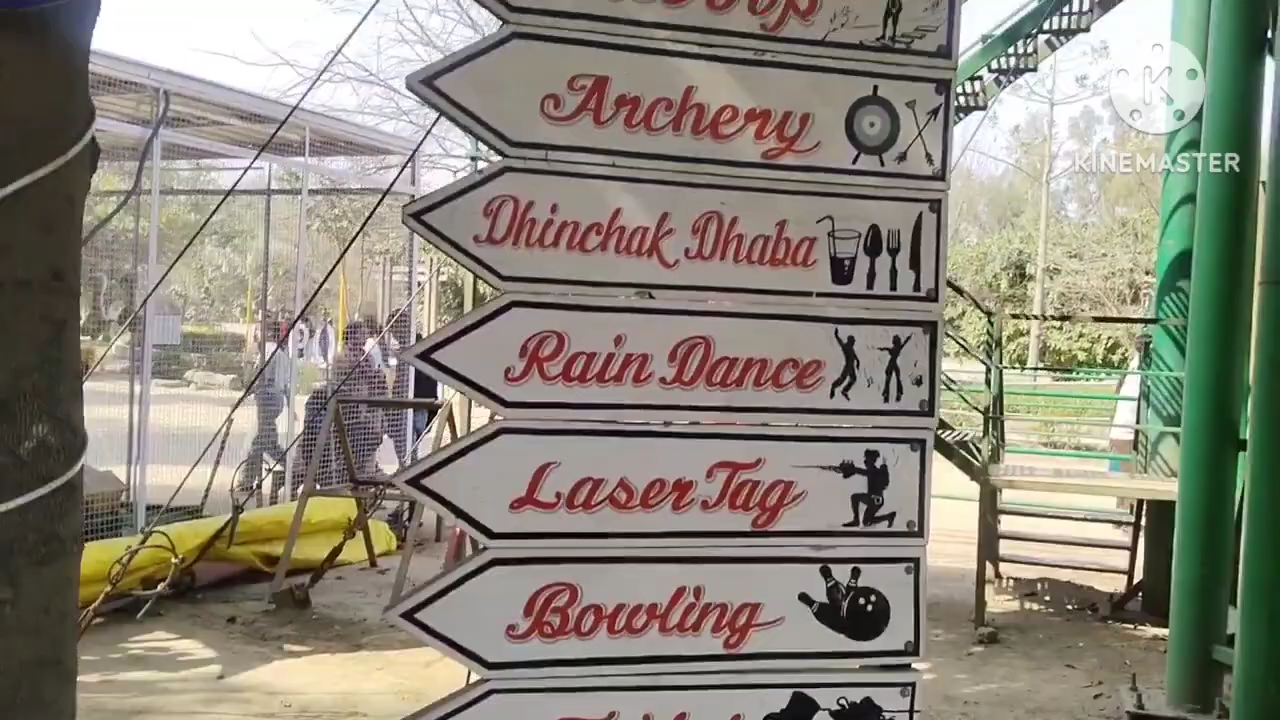 Archery
Dhinchak Dhaba
Rain Dance
Laser Tag
Bowling
K
KINEMASTER